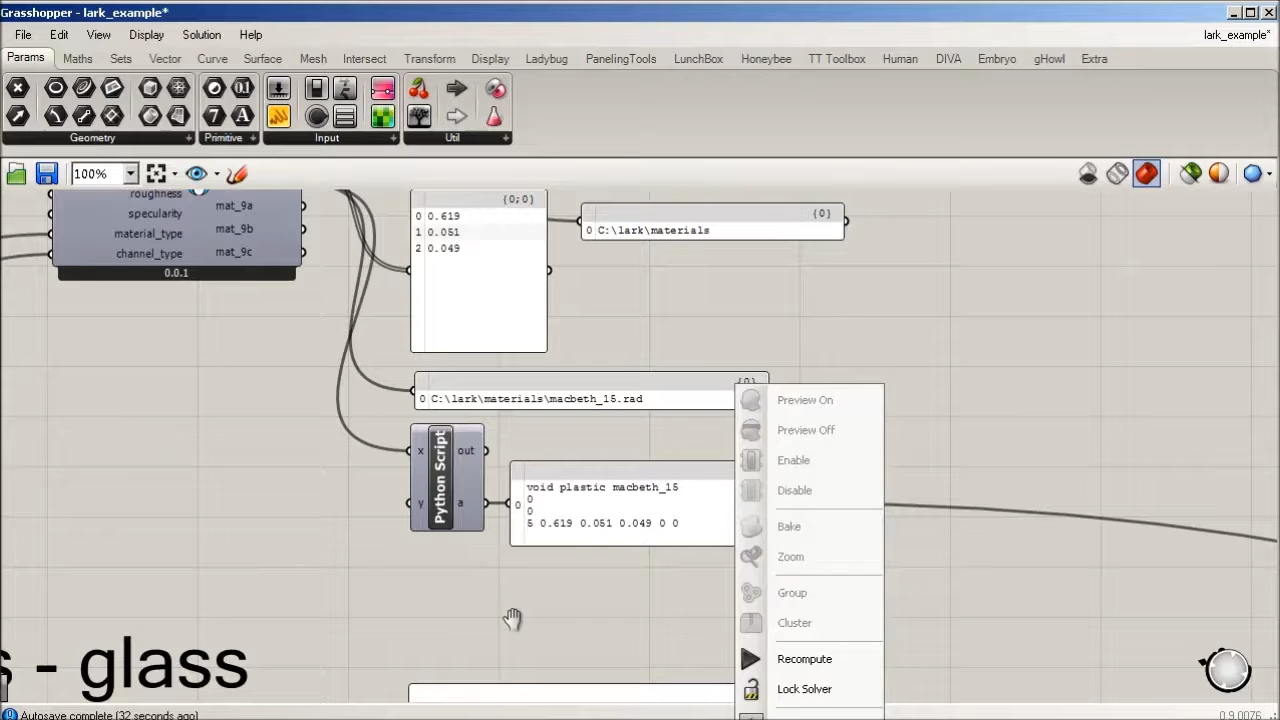 Grasshopper - lark_example*
File Edit View Display Solution Help
lark_example*
Params Maths Sets Vector Curve Surface Mesh Intersect Transform Display Ladybug PanelingTools LunchBox Honeybee TT Toolbox Human DIVA Embryo gHowl Extra
Geometry Primitive Input Util
100%
roughness
specularity
material_type
channel_type
mat_9a
mat_9b
mat_9c
0.0.1
{0;0}
0 0.619
1 0.051
2 0.049
{0}
0 C:\lark\materials
{0}
0 C:\lark\materials\macbeth_15.rad
x
y
Python Script
out
a
void plastic macbeth_15
0
0
0
5 0.619 0.051 0.049 0 0
Preview On
Preview Off
Enable
Disable
Bake
Zoom
Group
Cluster
Recompute
Lock Solver
s - glass
Autosave complete (32 seconds ago)
0.9.0076